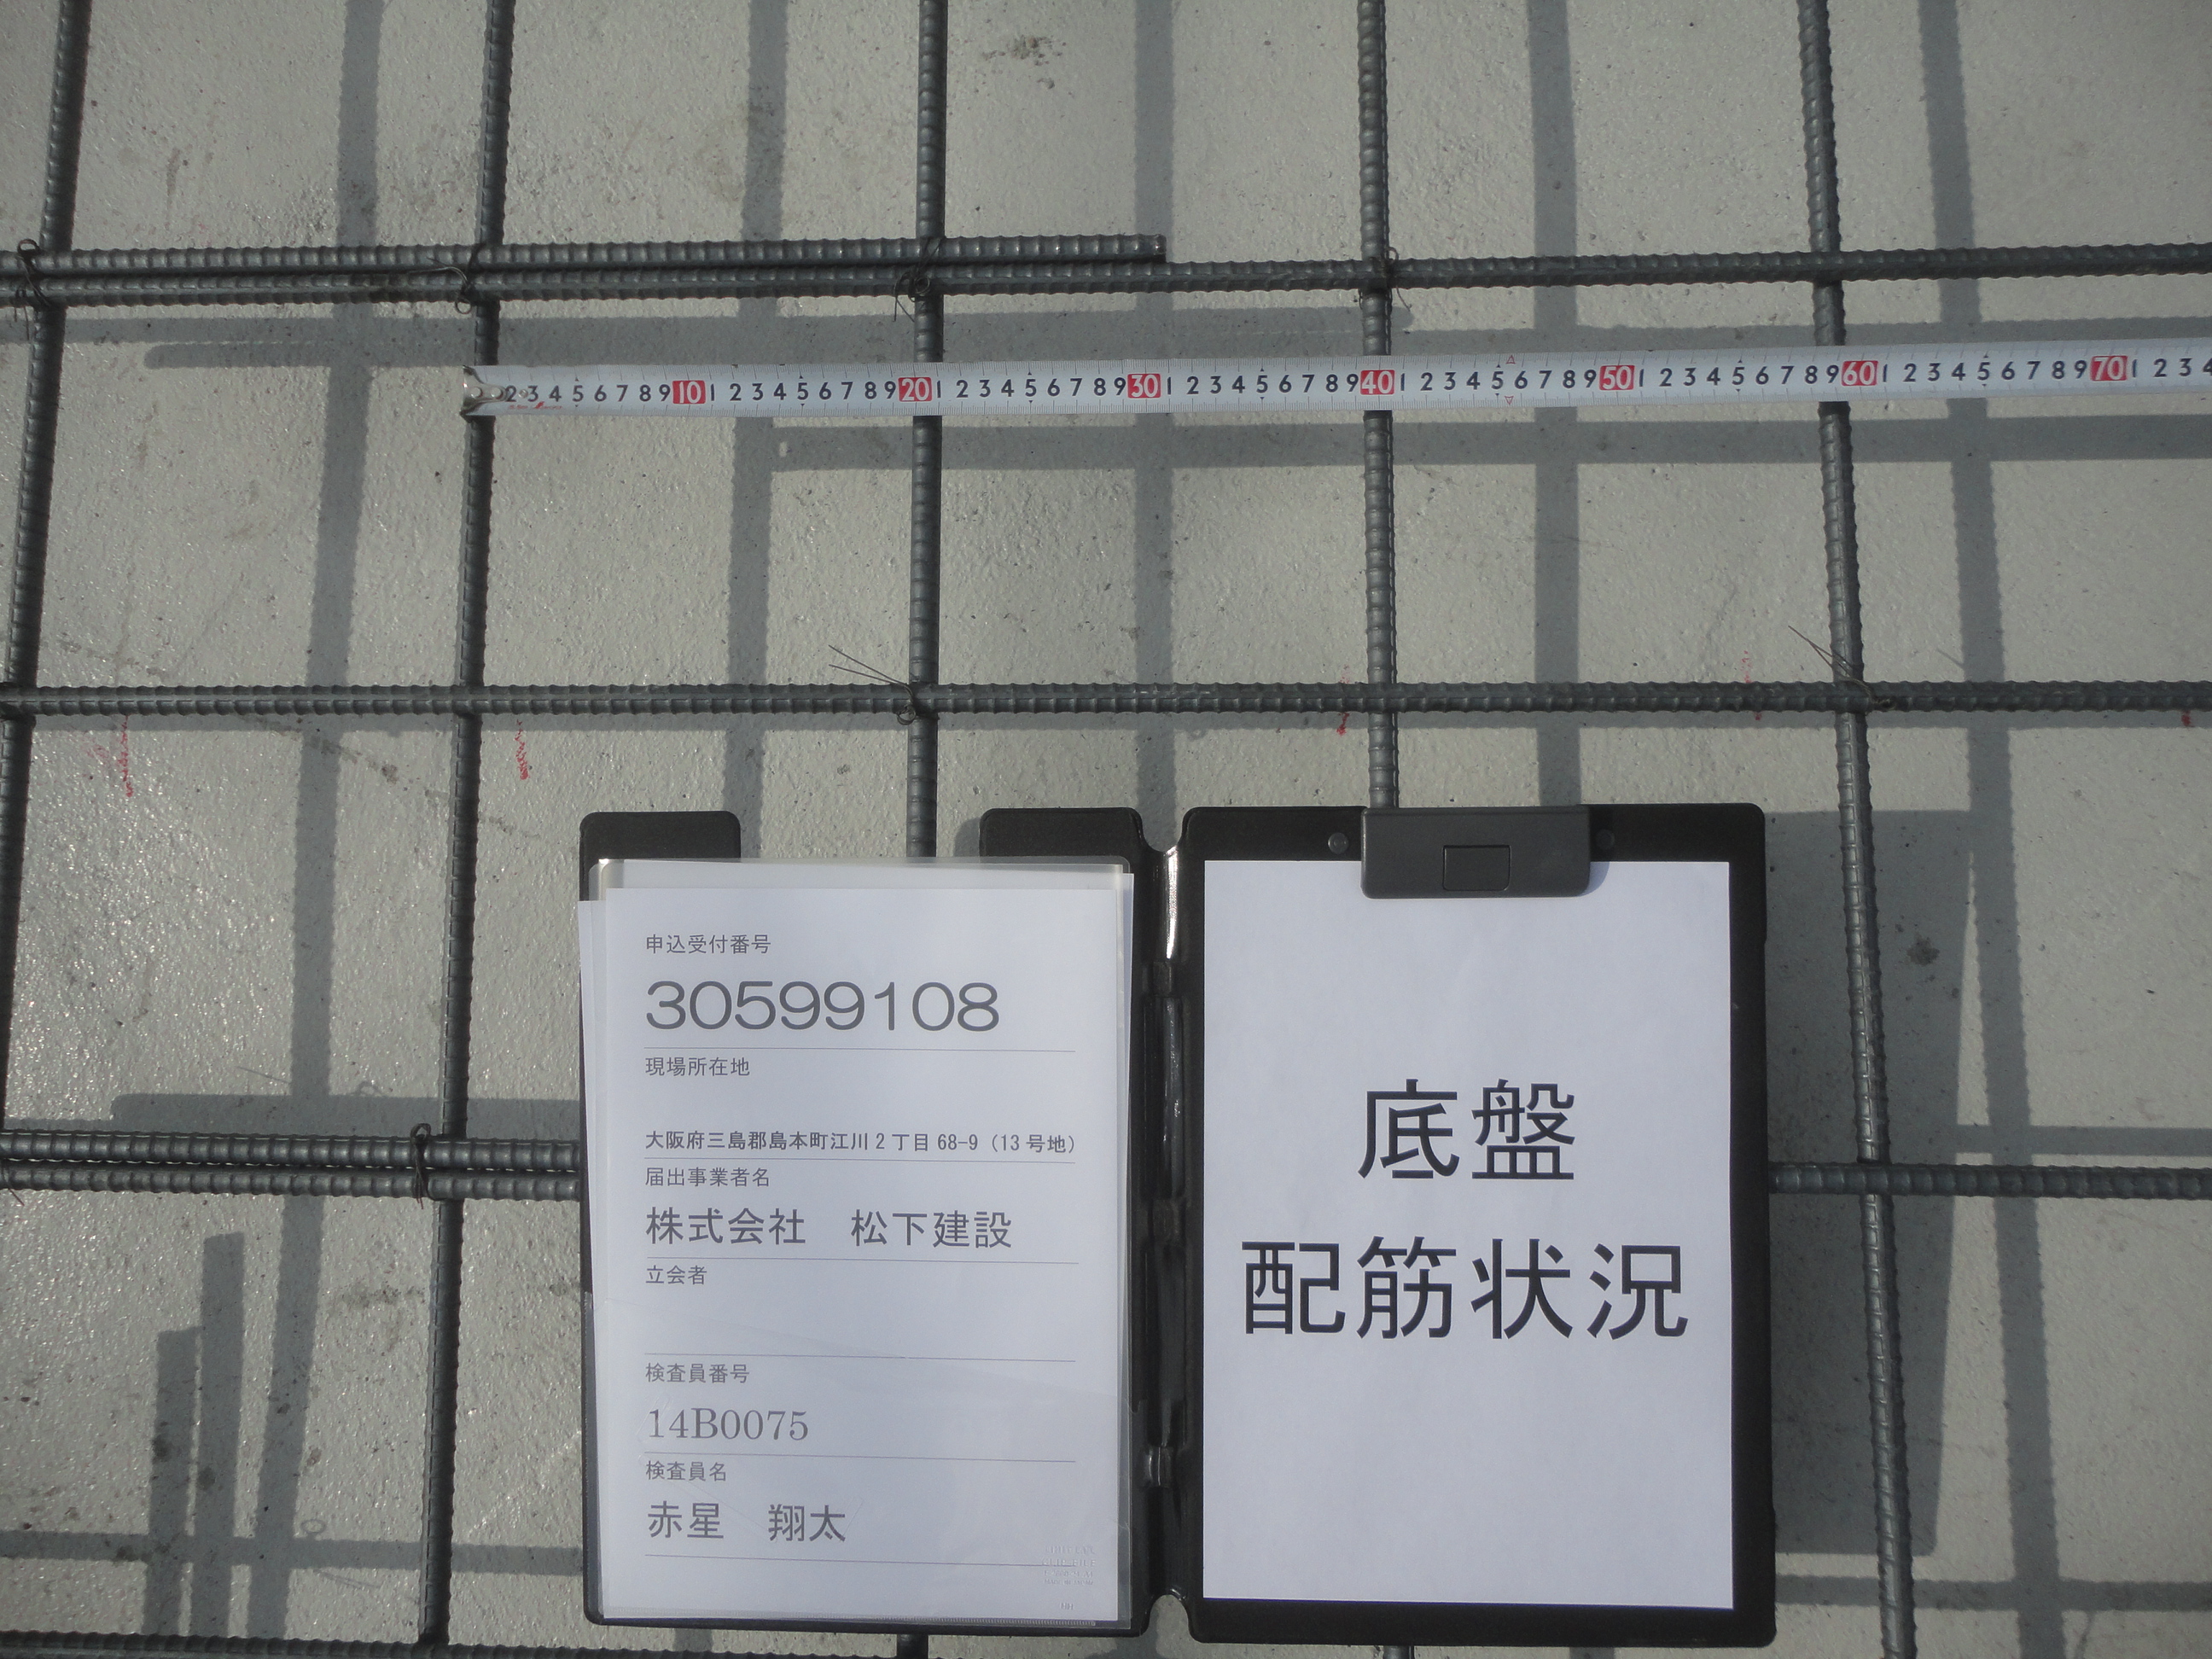 2 3 4 5 6 7 8 9 10 1 2 3 4 5 6 7 8 9 20 1 2 3 4 5 6 7 8 9 30 1 2 3 4 5 6 7 8 9 40 1 2 3 4 5 6 7 8 9 50 1 2 3 4 5 6 7 8 9 60 1 2 3 4 5 6 7 8 9 70 1 2 3 4
申込受付番号
30599108
現場所在地
大阪府三島郡島本町江川2丁目68-9（13号地）
届出事業者名
株式会社　松下建設
立会者
検査員番号
14B0075
検査員名
赤星　翔太
底盤
配筋状況